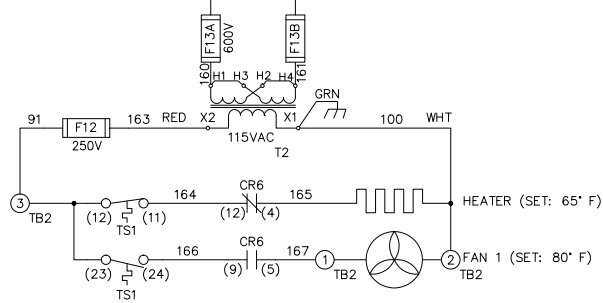 F13A
600V
F13B
160
H1 H3 H2 H4
161
GRN
91
F12
250V
163
RED
X2
X1
115VAC
T2
100
WHT
3
TB2
(12)
(11)
TS1
164
CR6
(12)
(4)
165
HEATER (SET: 65° F)
(23)
(24)
TS1
166
CR6
(9)
(5)
167
1
TB2
2
TB2
FAN 1 (SET: 80° F)